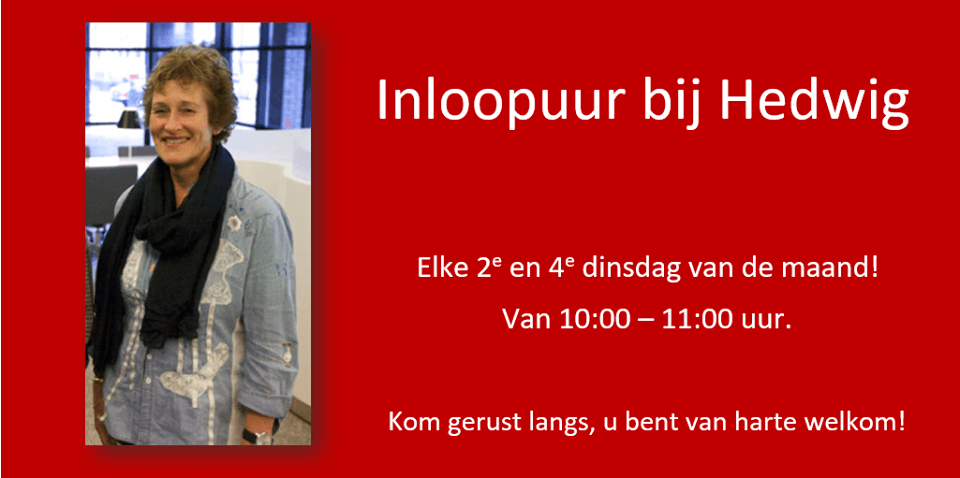 Inloopuur bij Hedwig
Elke 2e en 4e dinsdag van de maand!
Van 10:00 – 11:00 uur.
Kom gerust langs, u bent van harte welkom!